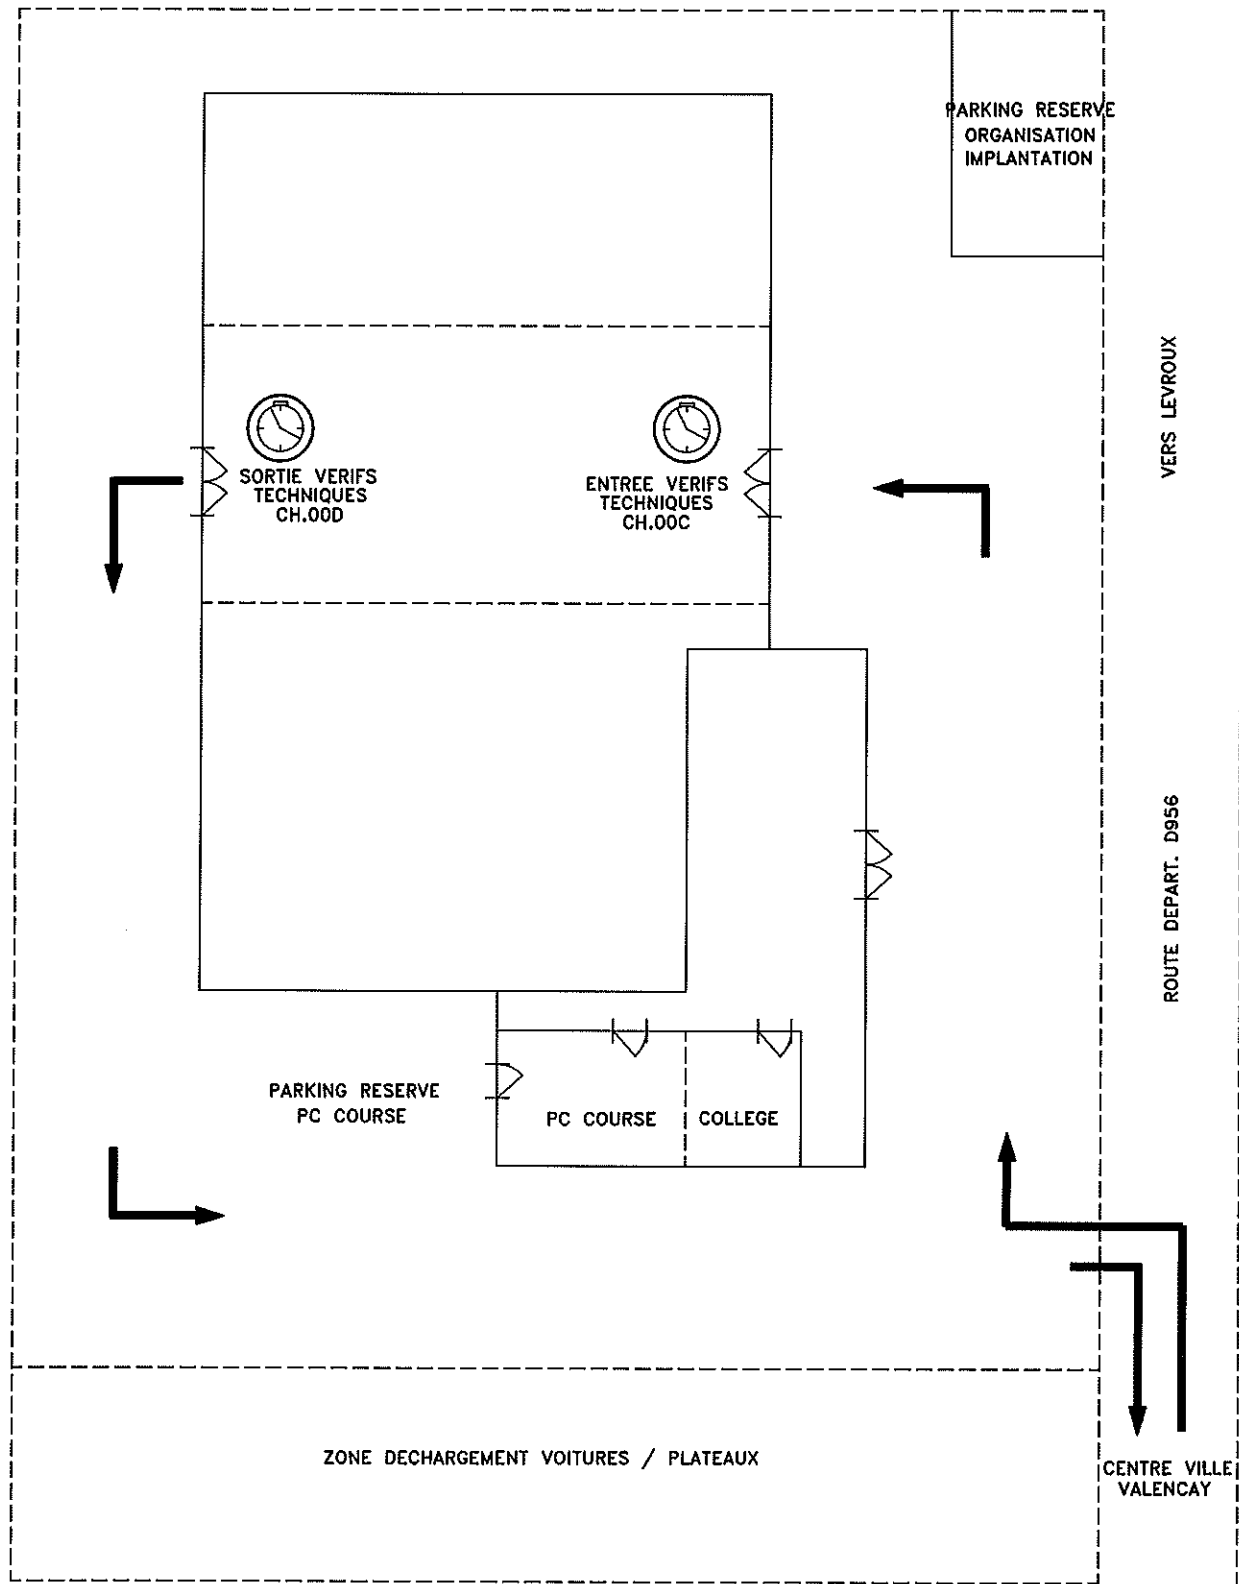 PARKING RESERVE
ORGANISATION
IMPLANTATION
VERS LEVROUX
SORTIE VERIFS
TECHNIQUES
CH.00D
ENTREE VERIFS
TECHNIQUES
CH.00C
ROUTE DEPART. D956
PARKING RESERVE
PC COURSE
PC COURSE
COLLEGE
ZONE DECHARGEMENT VOITURES / PLATEAUX
CENTRE VILLE
VALENCAY